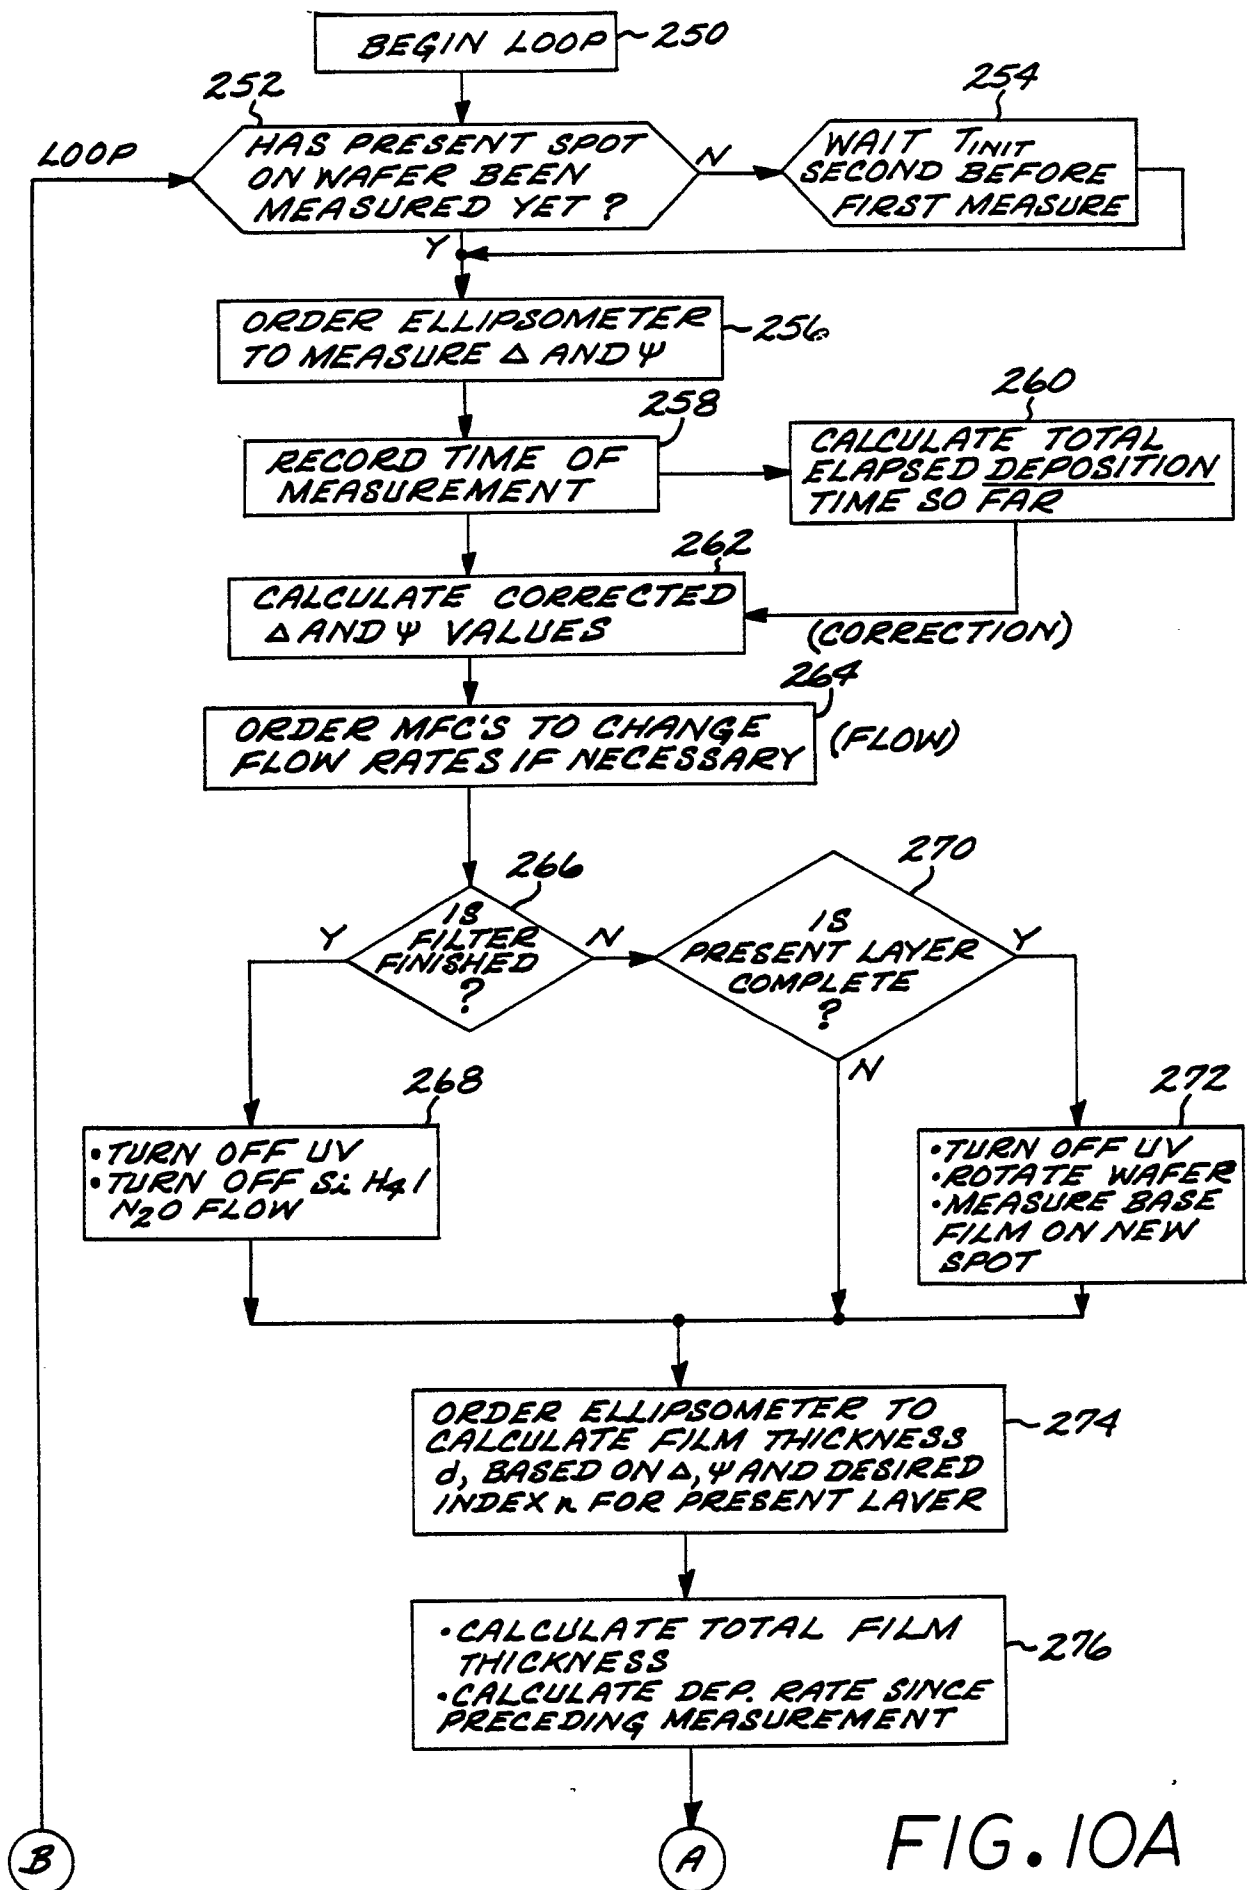 BEGIN LOOP
250
252
254
LOOP
HAS PRESENT SPOT
ON WAFER BEEN
MEASURED YET ?
N
WAIT TINIT
SECOND BEFORE
FIRST MEASURE
Y
ORDER ELLIPSOMETER
TO MEASURE Δ AND Ψ
256
258
260
RECORD TIME OF
MEASUREMENT
CALCULATE TOTAL
ELAPSED DEPOSITION
TIME SO FAR
262
CALCULATE CORRECTED
Δ AND Ψ VALUES
(CORRECTION)
264
ORDER MFC'S TO CHANGE
FLOW RATES IF NECESSARY
(FLOW)
266
270
Y
IS
FILTER
FINISHED
?
N
IS
PRESENT LAYER
COMPLETE
?
Y
N
268
272
• TURN OFF UV
• TURN OFF SiH4/
N2O FLOW
• TURN OFF UV
• ROTATE WAFER
• MEASURE BASE
FILM ON NEW
SPOT
ORDER ELLIPSOMETER TO
CALCULATE FILM THICKNESS
d, BASED ON Δ, Ψ AND DESIRED
INDEX n FOR PRESENT LAYER
274
• CALCULATE TOTAL FILM
THICKNESS
• CALCULATE DEP. RATE SINCE
PRECEDING MEASUREMENT
276
B
A
FIG. 10A